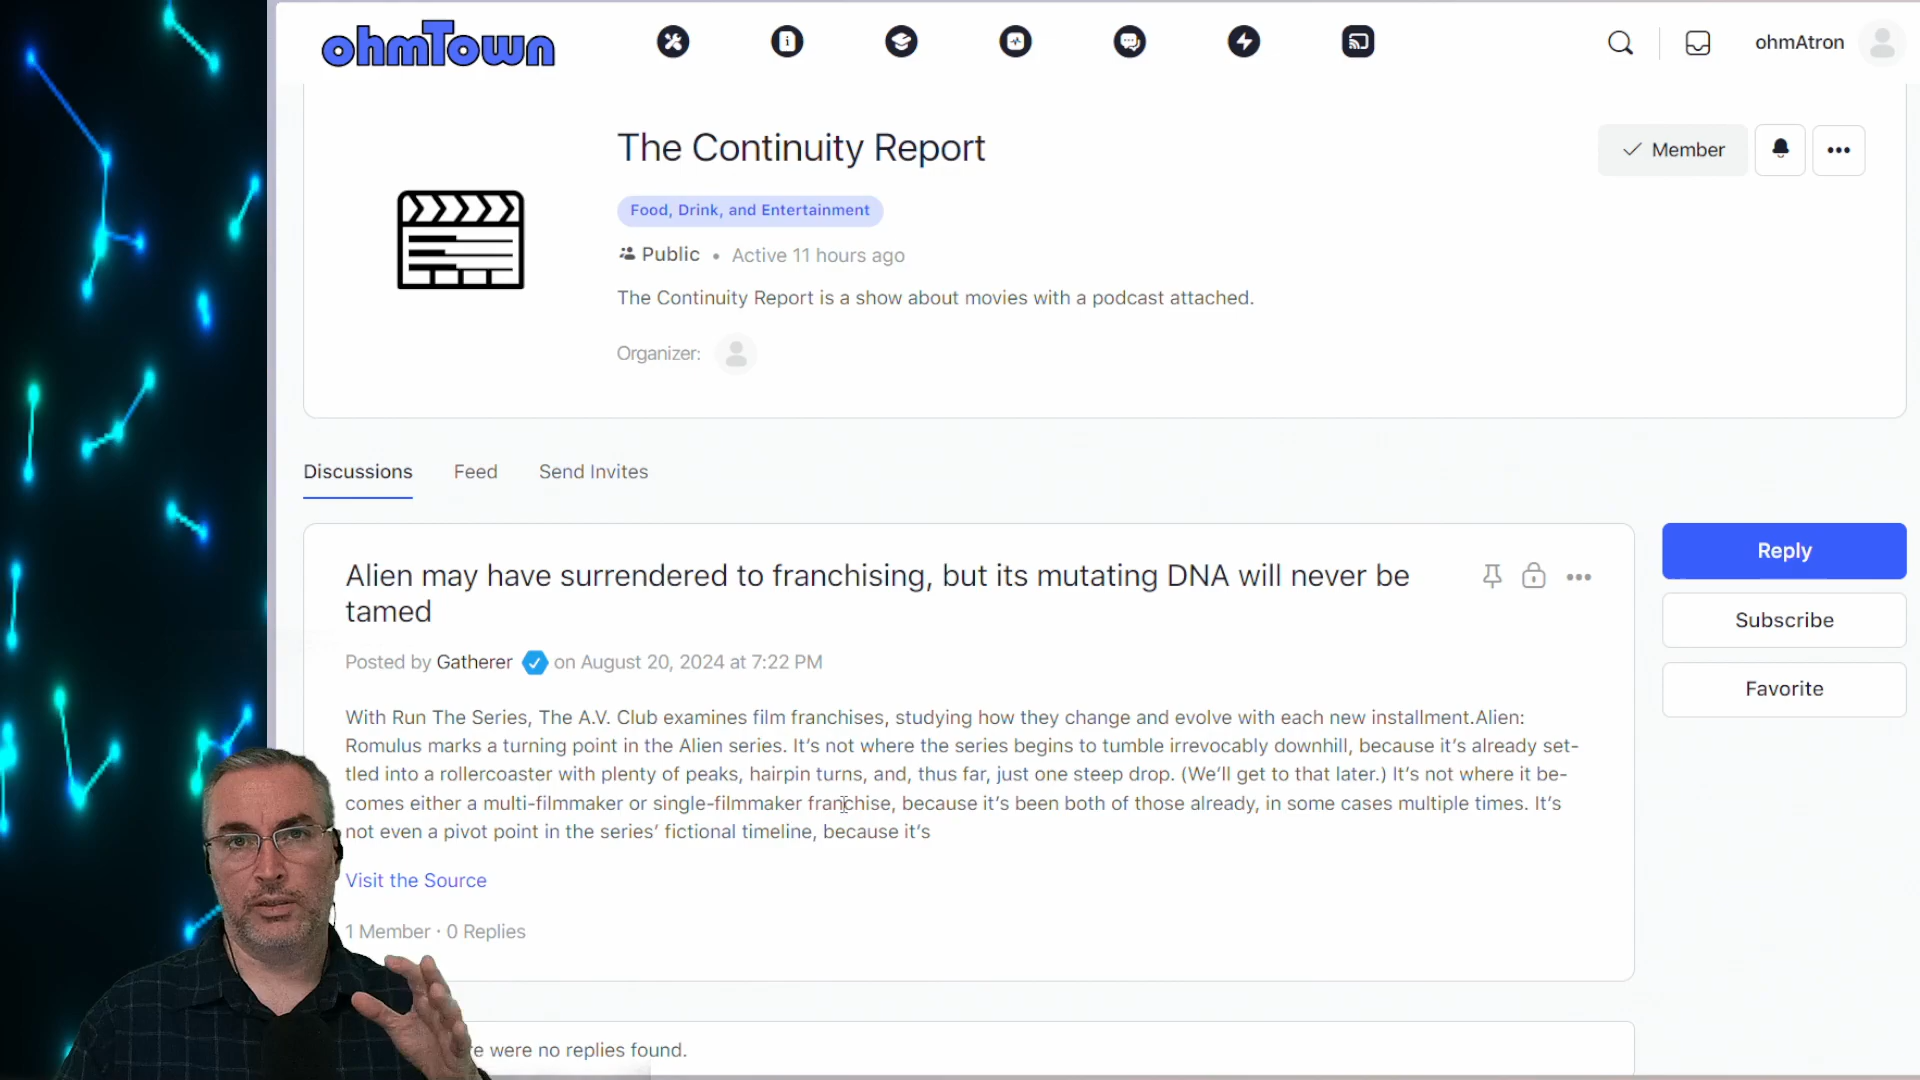 ohmTown
ohmAtron
The Continuity Report
Member
Food, Drink, and Entertainment
Public • Active 11 hours ago
The Continuity Report is a show about movies with a podcast attached.
Organizer:
Discussions Feed Send Invites
Alien may have surrendered to franchising, but its mutating DNA will never be
tamed
Posted by Gatherer on August 20, 2024 at 7:22 PM
With Run The Series, The A.V. Club examines film franchises, studying how they change and evolve with each new installment.Alien:
Romulus marks a turning point in the Alien series. It's not where the series begins to tumble irrevocably downhill, because it's already set-
tled into a rollercoaster with plenty of peaks, hairpin turns, and, thus far, just one steep drop. (We'll get to that later.) It's not where it be-
comes either a multi-filmmaker or single-filmmaker franchise, because it's been both of those already, in some cases multiple times. It's
not even a pivot point in the series' fictional timeline, because it's
Visit the Source
1 Member · 0 Replies
Reply
Subscribe
Favorite
re were no replies found.